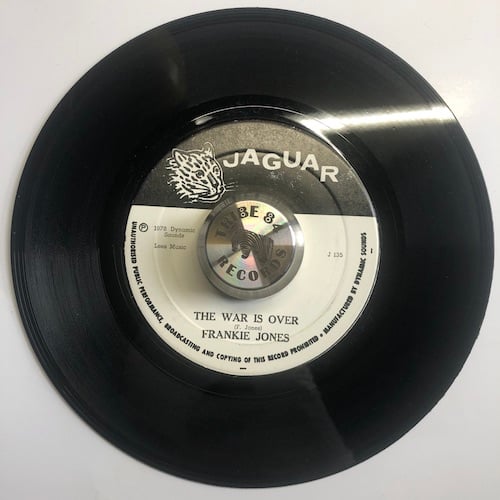 JAGUAR
TRIBE 84
RECORDS
℗ 1978 Dynamic
Sounds
Lees Music
J 135
THE WAR IS OVER
(F. Jones)
FRANKIE JONES
UNAUTHORISED PUBLIC PERFORMANCE, BROADCASTING AND COPYING OF THIS RECORD PROHIBITED • MANUFACTURED BY DYNAMIC SOUNDS